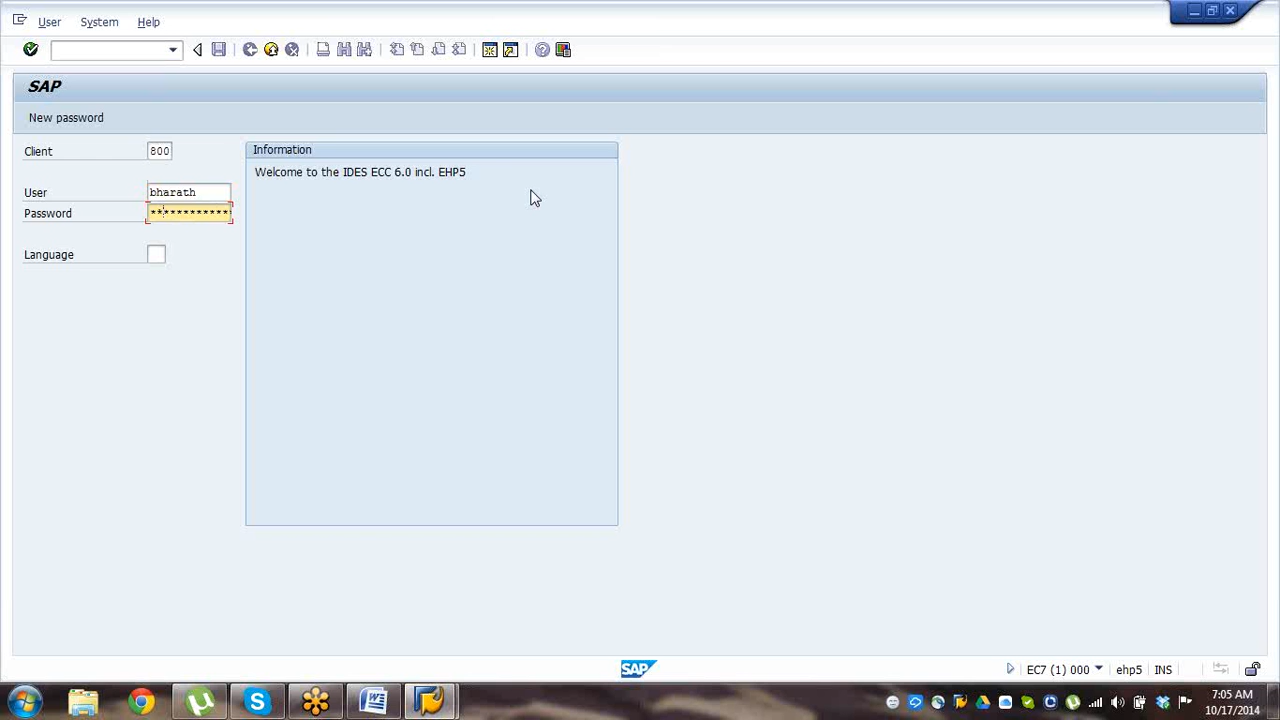 User System Help
SAP
New password
Client 800
Information
Welcome to the IDES ECC 6.0 incl. EHP5
User bharath
Password ************
Language
SAP
EC7 (1) 000 ehp5 INS
7:05 AM
10/17/2014